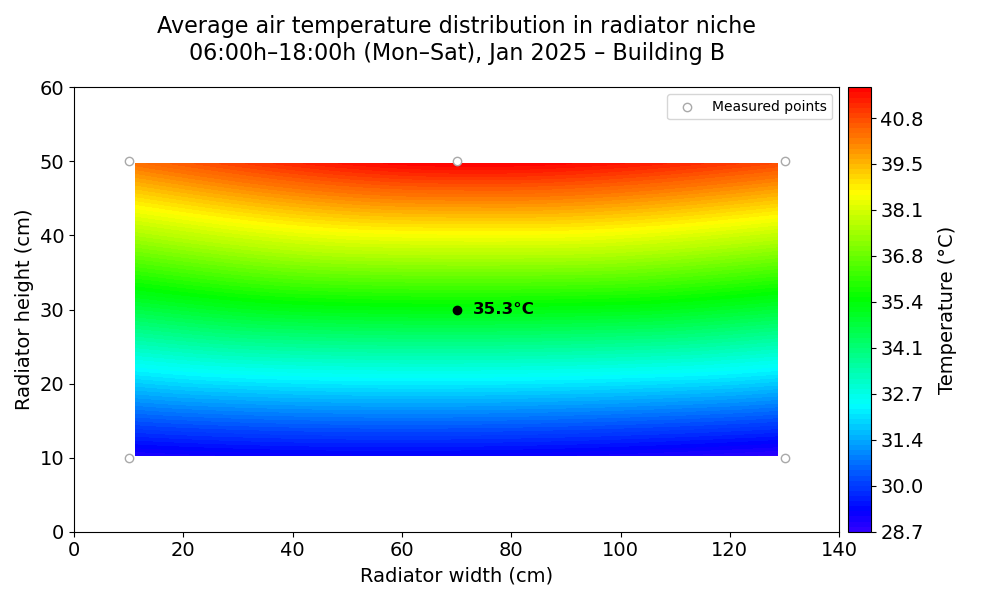 Average air temperature distribution in radiator niche
06:00h–18:00h (Mon–Sat), Jan 2025 – Building B
Measured points
Radiator height (cm)
60
50
40
30
20
10
0
35.3°C
0 20 40 60 80 100 120 140
Radiator width (cm)
40.8
39.5
38.1
36.8
35.4
34.1
32.7
31.4
30.0
28.7
Temperature (°C)